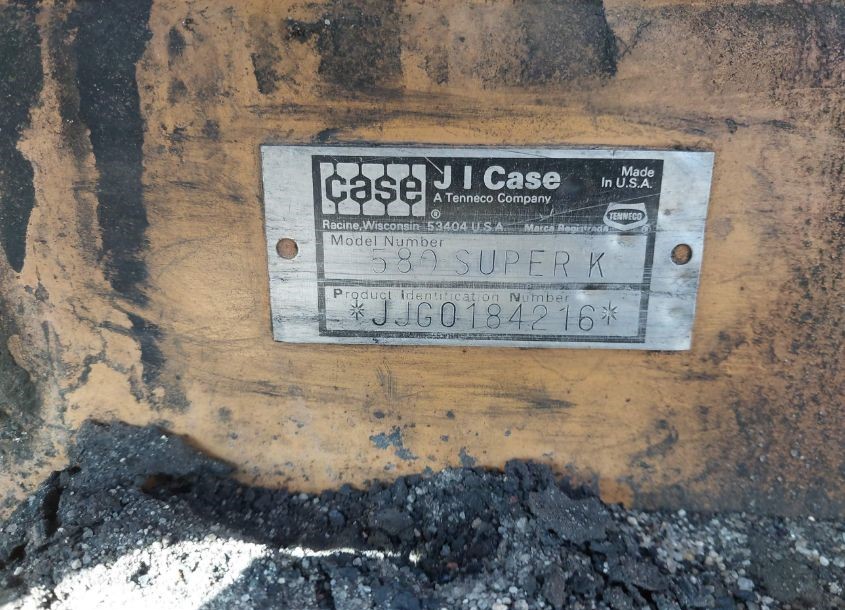 case
®
J I Case
A Tenneco Company
Made
In U.S.A.
TENNECO
®
Racine, Wisconsin 53404 U.S.A. Marca Registrada
Model Number
580 SUPER K
Product Identification Number
*JJG0184216*